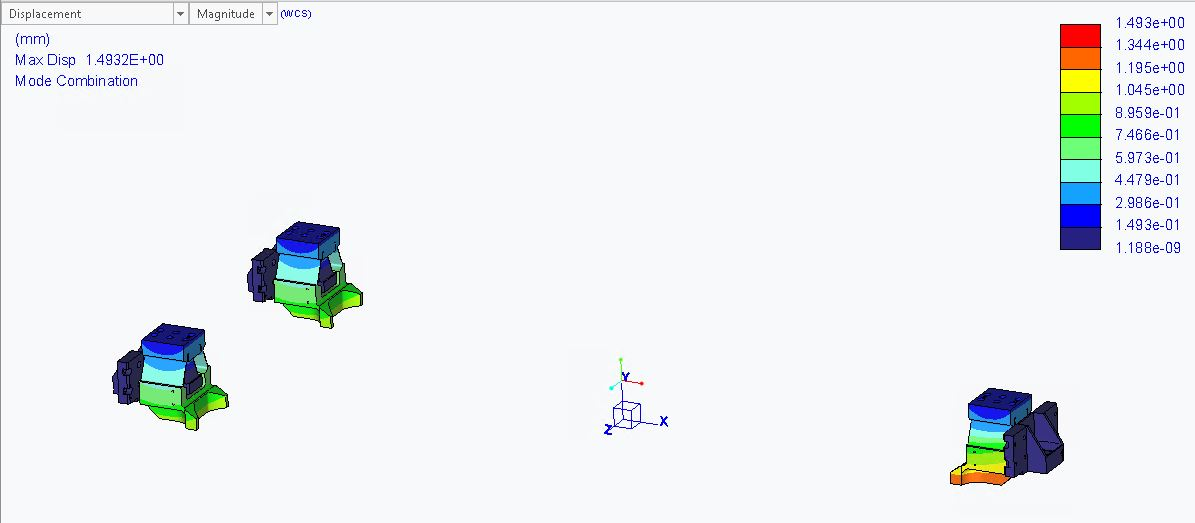 Displacement Magnitude (WCS)
(mm)
Max Disp 1.4932E+00
Mode Combination
1.493e+00
1.344e+00
1.195e+00
1.045e+00
8.959e-01
7.466e-01
5.973e-01
4.479e-01
2.986e-01
1.493e-01
1.188e-09
Y
X
Z